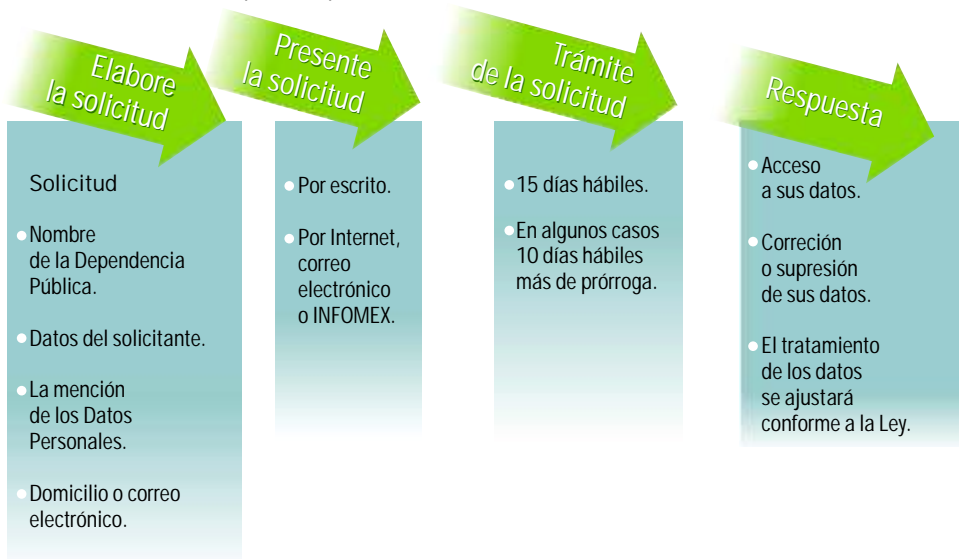 Elabore
la solicitud
Solicitud
Nombre
de la Dependencia
Pública.
Datos del solicitante.
La mención
de los Datos
Personales.
Domicilio o correo
electrónico.
Presente
la solicitud
Por escrito.
Por Internet,
correo
electrónico
o INFOMEX.
Trámite
de la solicitud
15 días hábiles.
En algunos casos
10 días hábiles
más de prórroga.
Respuesta
Acceso
a sus datos.
Correción
o supresión
de sus datos.
El tratamiento
de los datos
se ajustará
conforme a la Ley.